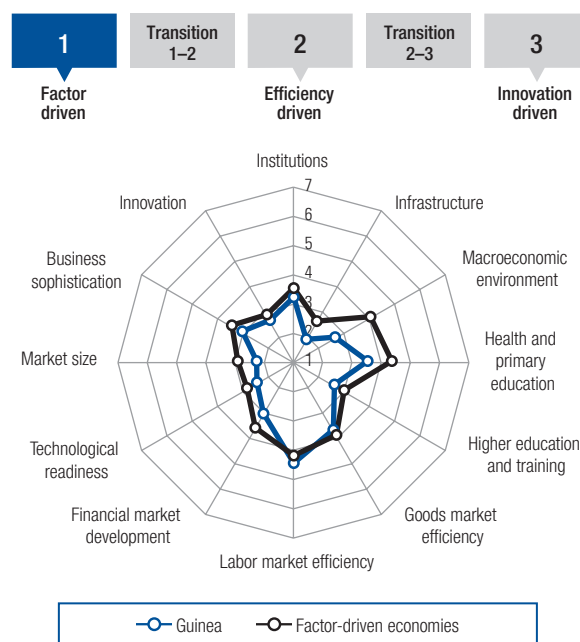 1
Transition
1–2
2
Transition
2–3
3
Factor
driven
Efficiency
driven
Innovation
driven
Institutions
7
6
5
4
3
2
1
Infrastructure
Macroeconomic
environment
Health and
primary
education
Higher education
and training
Goods market
efficiency
Labor market efficiency
Financial market
development
Technological
readiness
Market size
Business
sophistication
Innovation
Guinea
Factor-driven economies